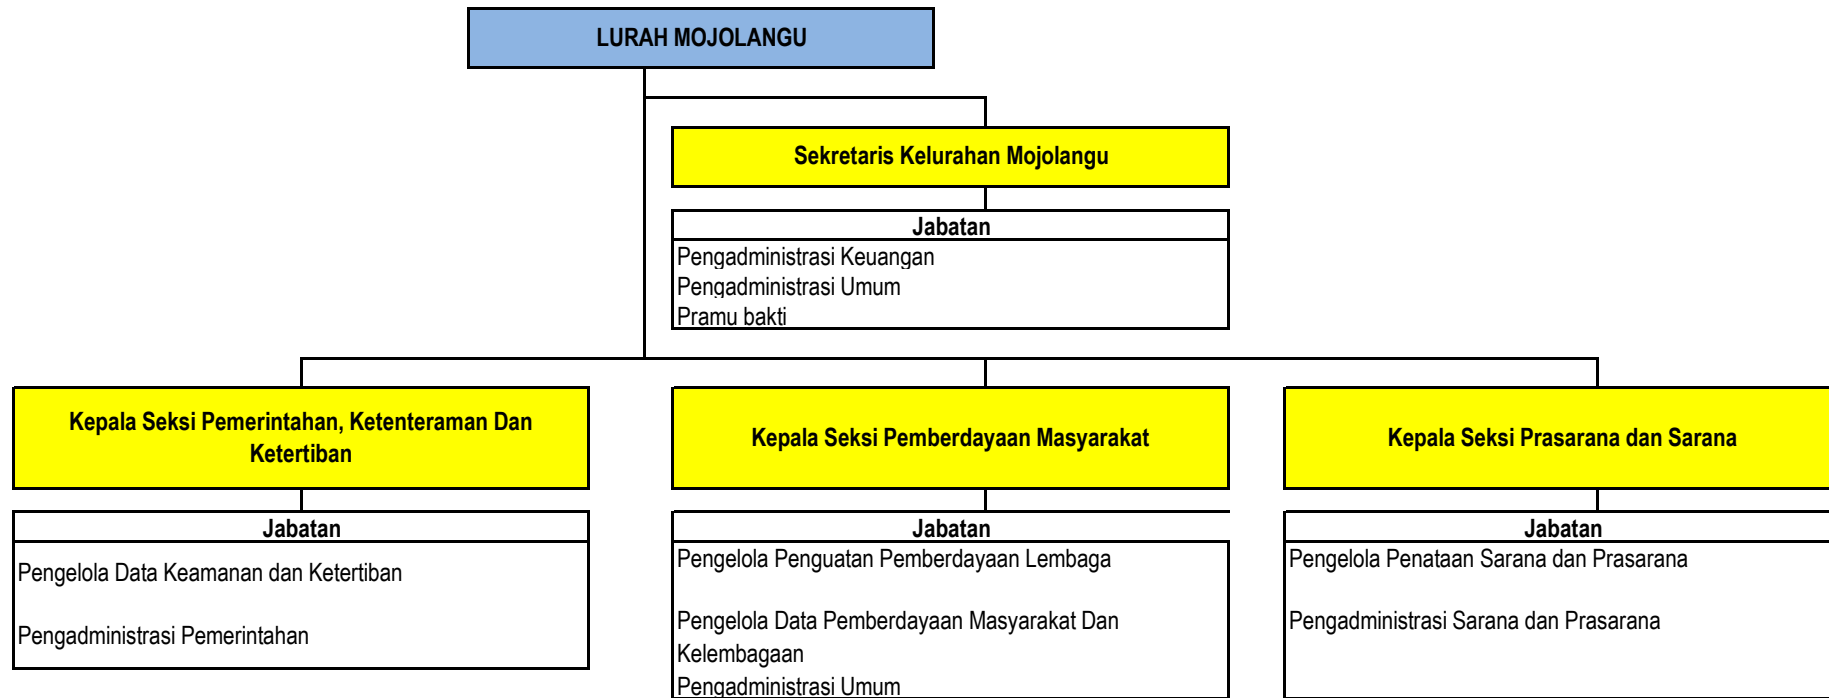 LURAH MOJOLANGU
Sekretaris Kelurahan Mojolangu
Jabatan
Pengadministrasi Keuangan
Pengadministrasi Umum
Pramu bakti
Kepala Seksi Pemerintahan, Ketenteraman Dan
Ketertiban
Jabatan
Pengelola Data Keamanan dan Ketertiban
Pengadministrasi Pemerintahan
Kepala Seksi Pemberdayaan Masyarakat
Jabatan
Pengelola Penguatan Pemberdayaan Lembaga
Pengelola Data Pemberdayaan Masyarakat Dan
Kelembagaan
Pengadministrasi Umum
Kepala Seksi Prasarana dan Sarana
Jabatan
Pengelola Penataan Sarana dan Prasarana
Pengadministrasi Sarana dan Prasarana